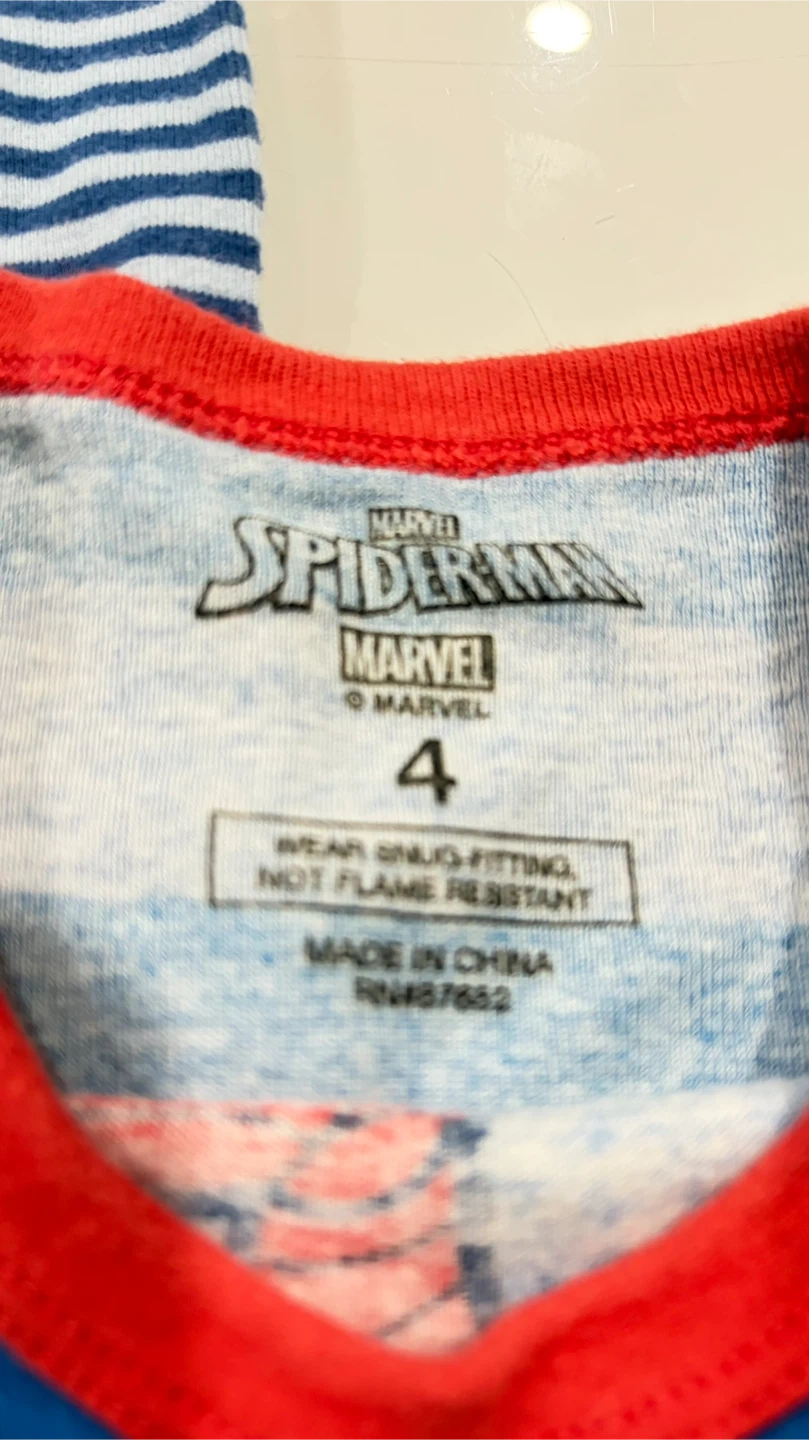 MARVEL
SPIDER-MAN
MARVEL
© MARVEL
4
WEAR SNUG-FITTING,
NOT FLAME RESISTANT
MADE IN CHINA